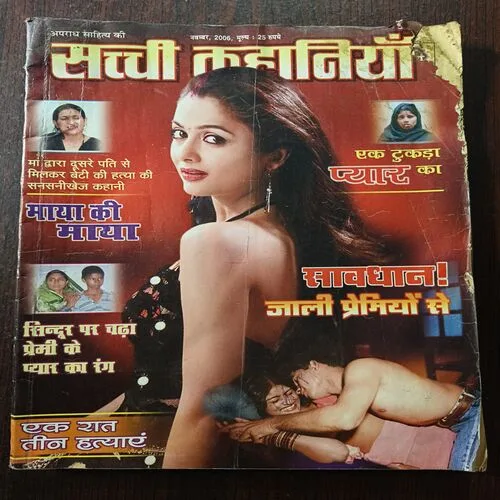 अपराध साहित्य की
नवम्बर, 2006, मूल्य : 25 रुपये
सच्ची कहानियाँ
माँ द्वारा दूसरे पति से
मिलकर बेटी की हत्या की
सनसनीखेज कहानी
माया की
माया
एक टुकड़ा
प्यार का
सावधान!
जाली प्रेमियों से
सिन्दूर पर चढ़ा
प्रेमी के
प्यार का रंग
एक रात
तीन हत्याएं